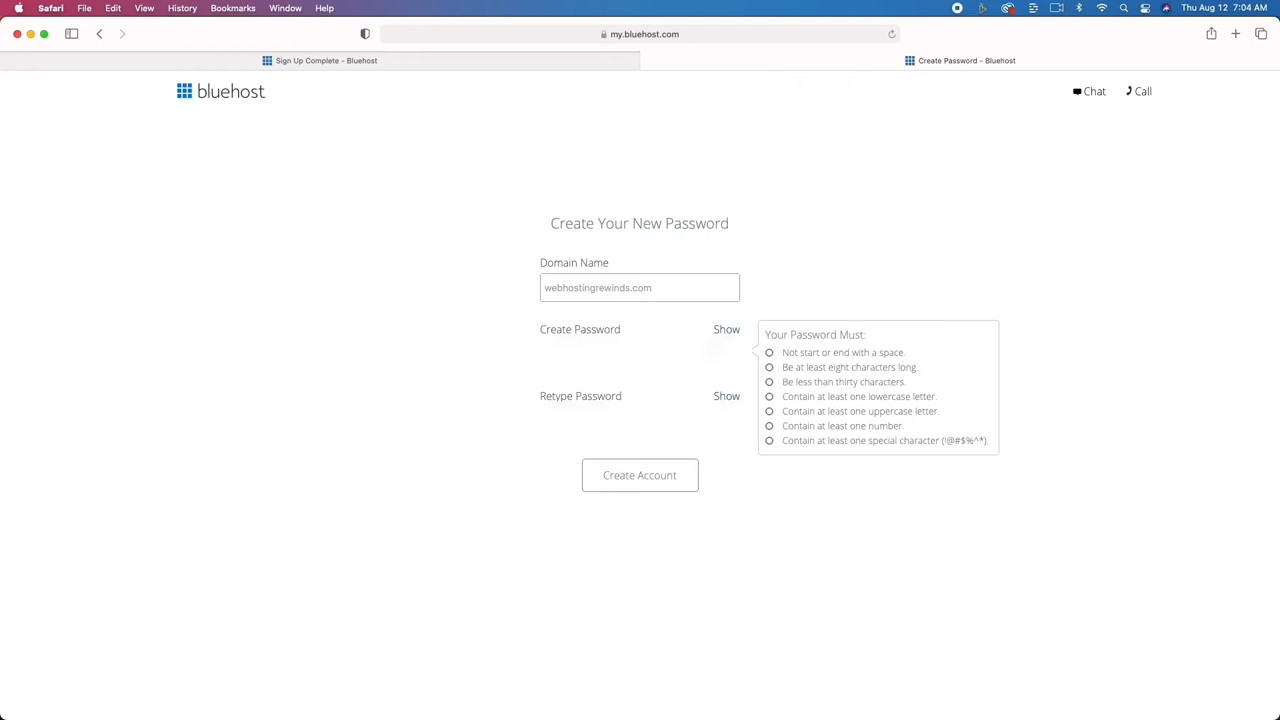 Safari File Edit View History Bookmarks Window Help Thu Aug 12 7:04 AM
my.bluehost.com
Sign Up Complete - Bluehost
Create Password - Bluehost
bluehost
Chat
Call
Create Your New Password
Domain Name
webhostingrewinds.com
Create Password
Show
Your Password Must:
Not start or end with a space.
Be at least eight characters long.
Be less than thirty characters.
Contain at least one lowercase letter.
Contain at least one uppercase letter.
Contain at least one number.
Contain at least one special character (!@#$%^*).
Retype Password
Show
Create Account